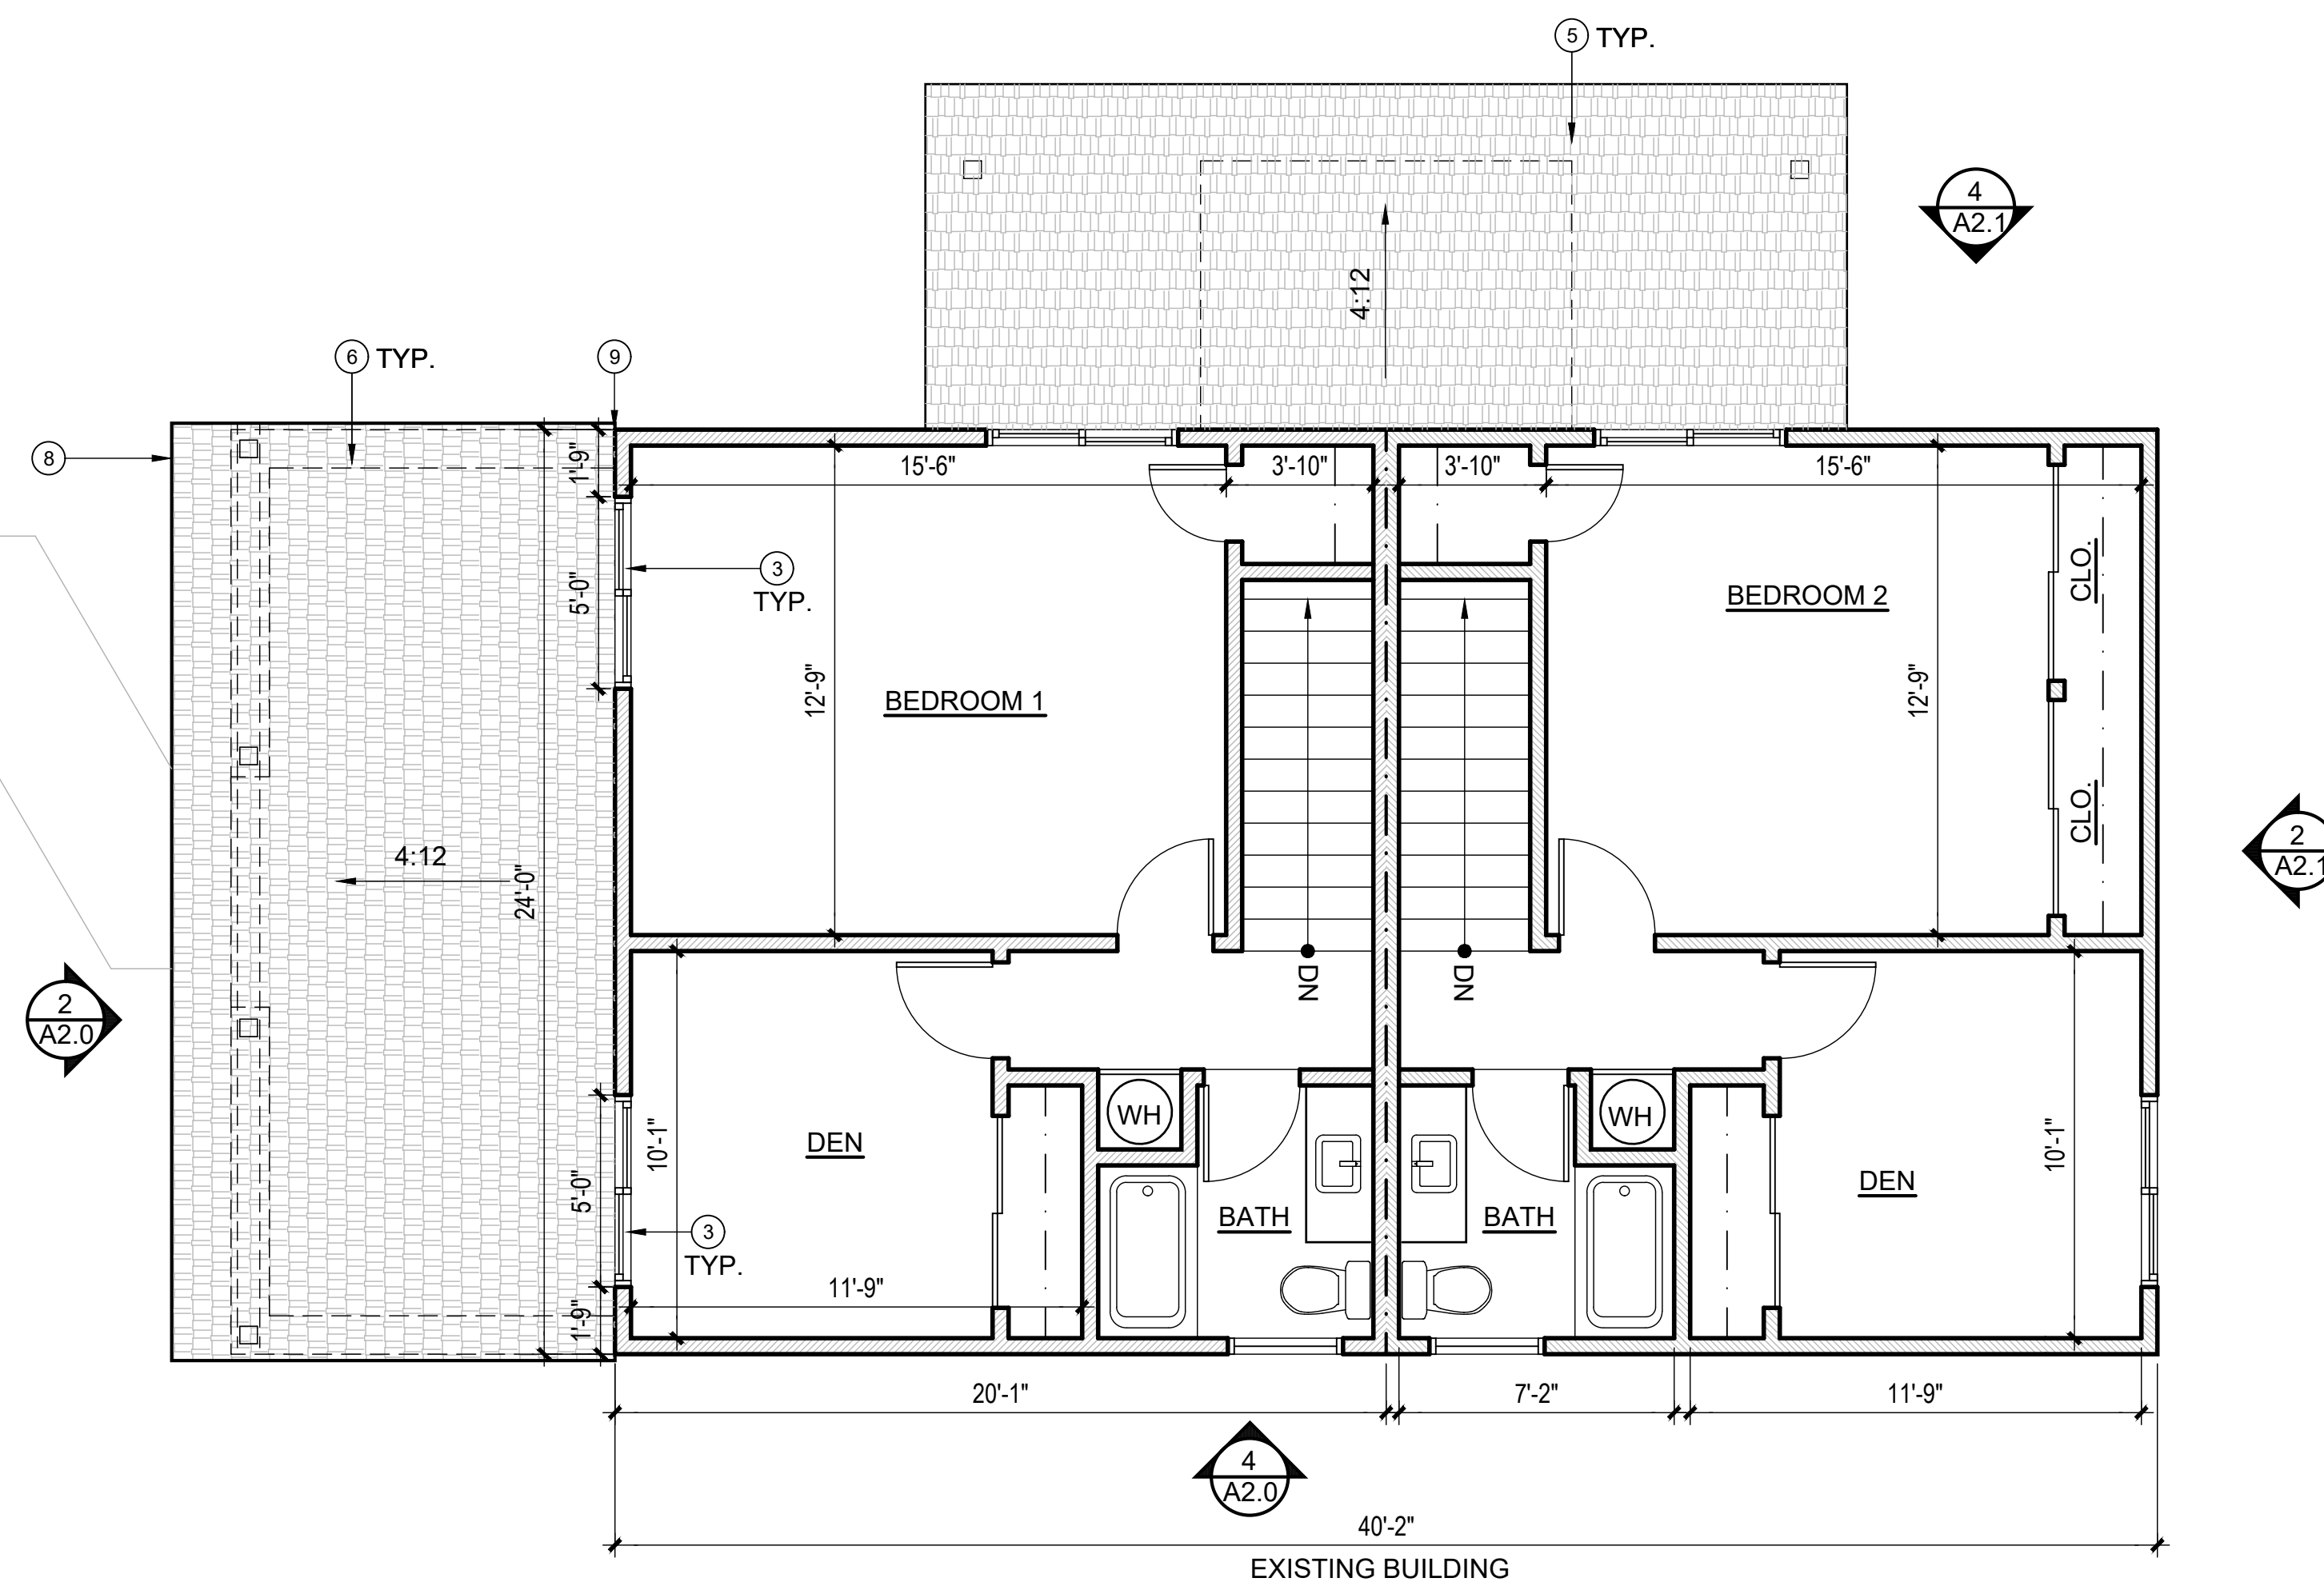 5 TYP.
4
A2.1
4:12
6 TYP.
9
8
1'-9"
15'-6"
3'-10"
3'-10"
15'-6"
3
TYP.
5'-0"
CLO.
BEDROOM 2
12'-9"
BEDROOM 1
12'-9"
CLO.
2
A2.1
4:12
24'-0"
DN
DN
2
A2.0
WH
WH
10'-1"
DEN
10'-1"
5'-0"
DEN
BATH
BATH
3
TYP.
11'-9"
1'-9"
20'-1"
7'-2"
11'-9"
4
A2.0
40'-2"
EXISTING BUILDING